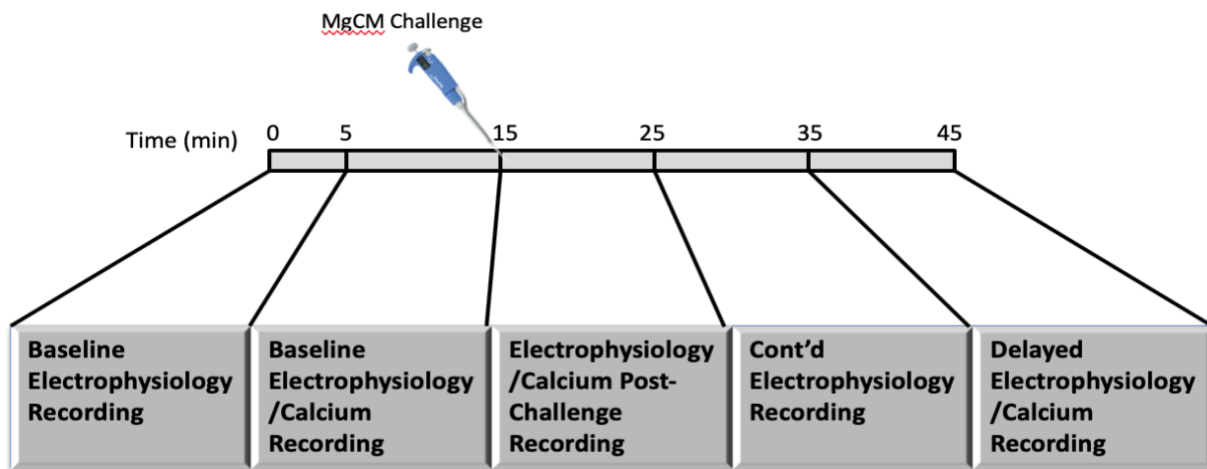 MgCM Challenge
Time (min) 0 5 15 25 35 45
Baseline
Electrophysiology
Recording
Baseline
Electrophysiology
/Calcium
Recording
Electrophysiology
/Calcium Post-
Challenge
Recording
Cont’d
Electrophysiology
Recording
Delayed
Electrophysiology
/Calcium
Recording